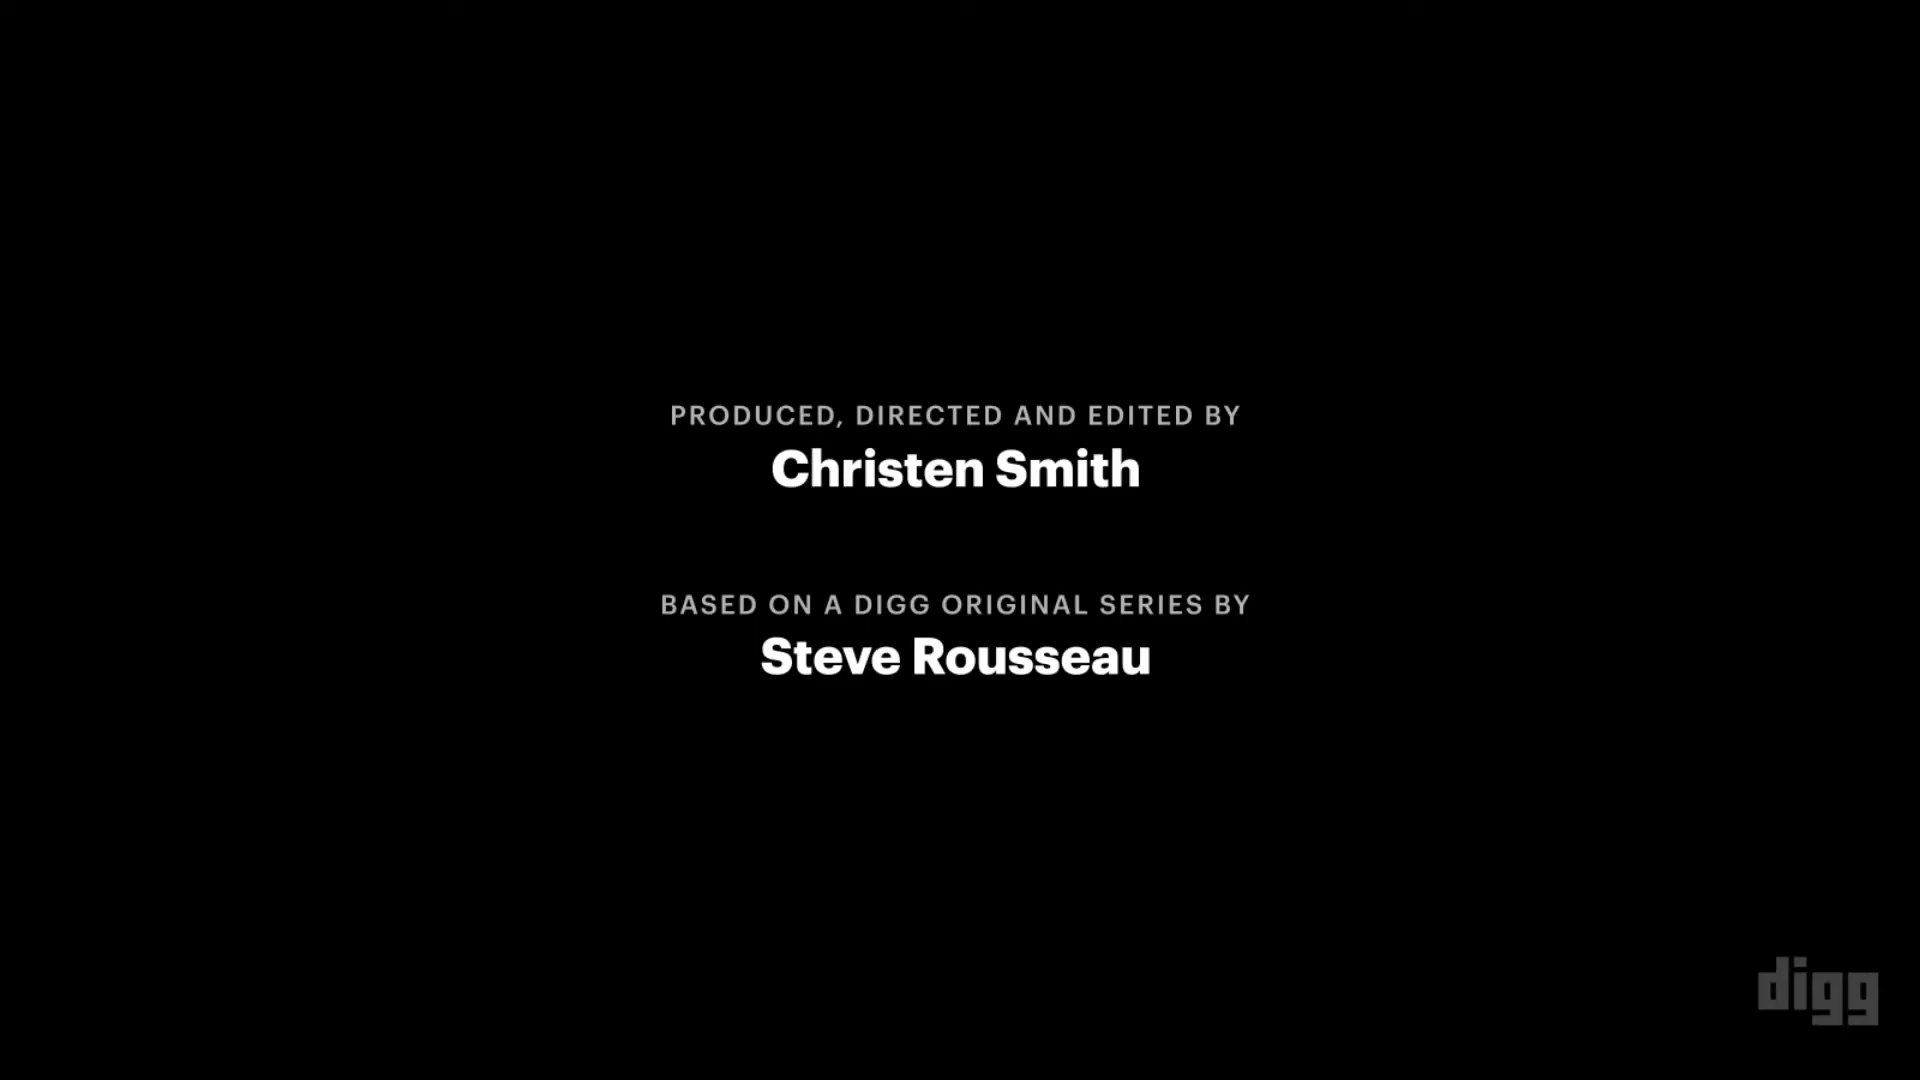 PRODUCED, DIRECTED AND EDITED BY
Christen Smith
BASED ON A DIGG ORIGINAL SERIES BY
Steve Rousseau
digg